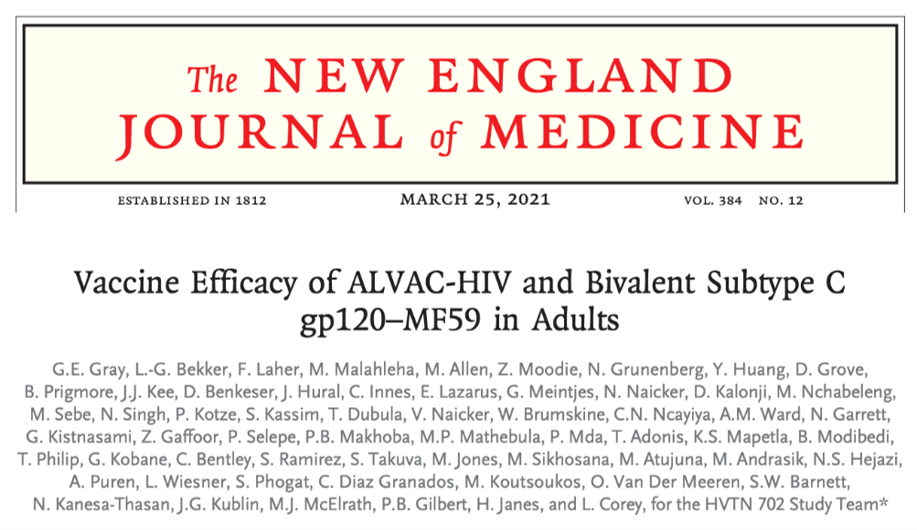 The NEW ENGLAND
JOURNAL of MEDICINE
ESTABLISHED IN 1812 MARCH 25, 2021 VOL. 384 NO. 12
Vaccine Efficacy of ALVAC-HIV and Bivalent Subtype C
gp120–MF59 in Adults
G.E. Gray, L.-G. Bekker, F. Laher, M. Malahleha, M. Allen, Z. Moodie, N. Grunenberg, Y. Huang, D. Grove,
B. Prigmore, J.J. Kee, D. Benkeser, J. Hural, C. Innes, E. Lazarus, G. Meintjes, N. Naicker, D. Kalonji, M. Nchabeleng,
M. Sebe, N. Singh, P. Kotze, S. Kassim, T. Dubula, V. Naicker, W. Brumskine, C.N. Ncayiya, A.M. Ward, N. Garrett,
G. Kistnasami, Z. Gaffoor, P. Selepe, P.B. Makhoba, M.P. Mathebula, P. Mda, T. Adonis, K.S. Mapetla, B. Modibedi,
T. Philip, G. Kobane, C. Bentley, S. Ramirez, S. Takuva, M. Jones, M. Sikhosana, M. Atujuna, M. Andrasik, N.S. Hejazi,
A. Puren, L. Wiesner, S. Phogat, C. Diaz Granados, M. Koutsoukos, O. Van Der Meeren, S.W. Barnett,
N. Kanesa-Thasan, J.G. Kublin, M.J. McElrath, P.B. Gilbert, H. Janes, and L. Corey, for the HVTN 702 Study Team*